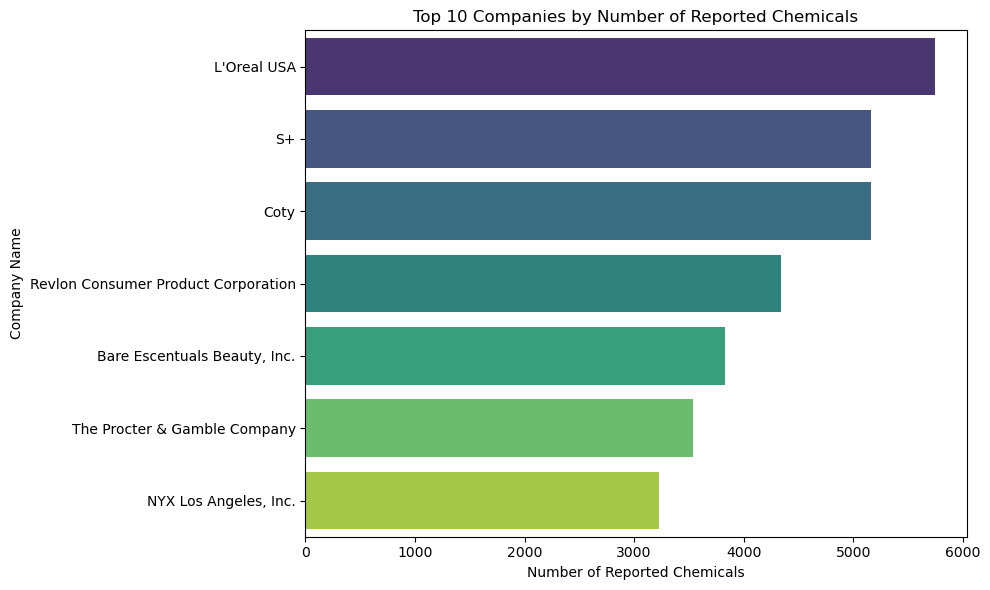 Top 10 Companies by Number of Reported Chemicals
Company Name
L'Oreal USA
S+
Coty
Revlon Consumer Product Corporation
Bare Escentuals Beauty, Inc.
The Procter & Gamble Company
NYX Los Angeles, Inc.
0 1000 2000 3000 4000 5000 6000
Number of Reported Chemicals